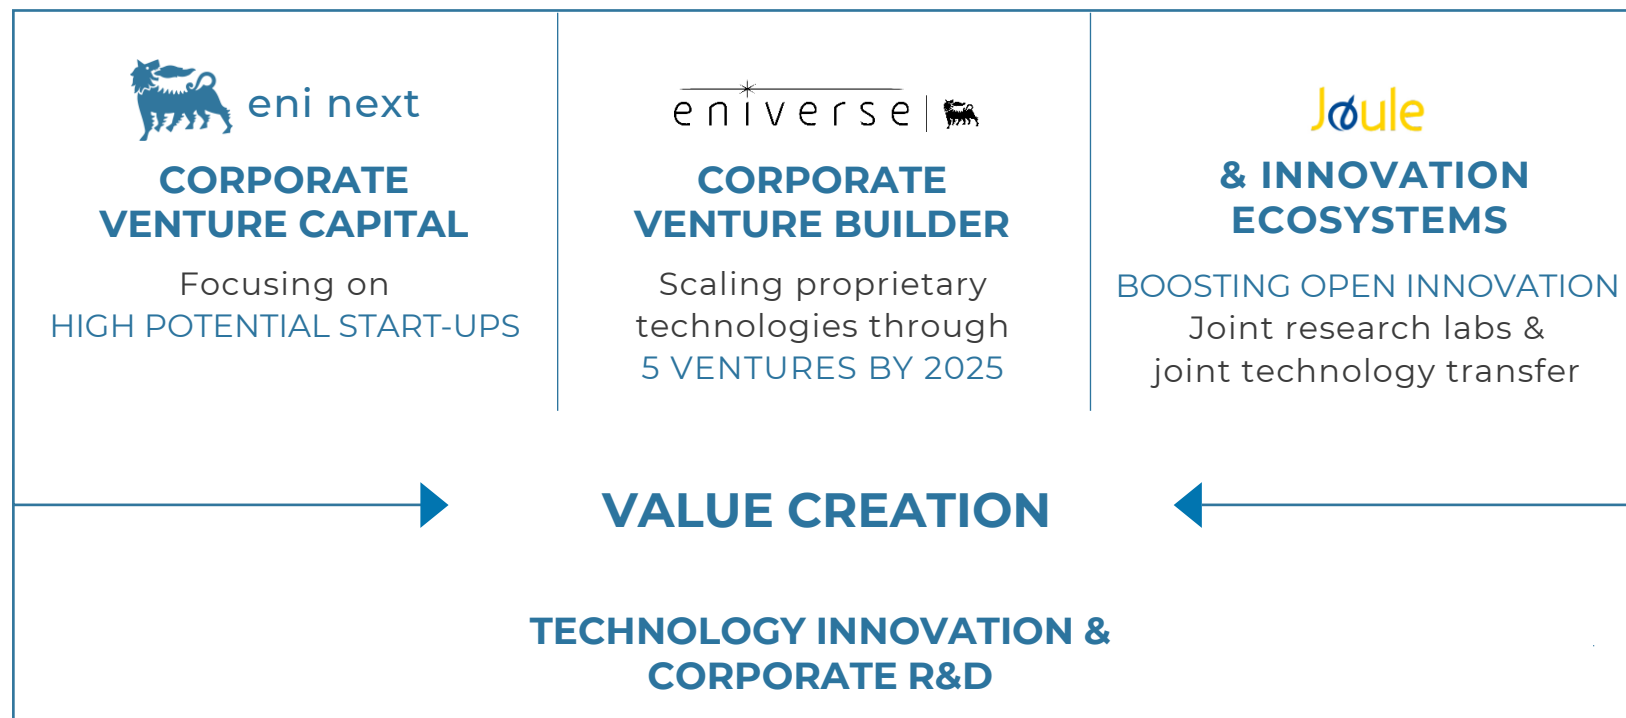 eni next
CORPORATE
VENTURE CAPITAL
Focusing on
HIGH POTENTIAL START-UPS
eniverse
CORPORATE
VENTURE BUILDER
Scaling proprietary
technologies through
5 VENTURES BY 2025
Joule
& INNOVATION
ECOSYSTEMS
BOOSTING OPEN INNOVATION
Joint research labs &
joint technology transfer
VALUE CREATION
TECHNOLOGY INNOVATION &
CORPORATE R&D